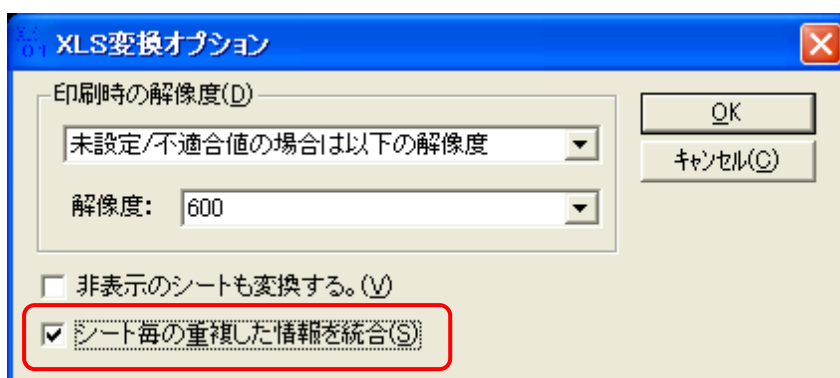 XLS変換オプション
印刷時の解像度(D)
未設定/不適合値の場合は以下の解像度
解像度: 600
OK
キャンセル(C)
非表示のシートも変換する。(V)
シート毎の重複した情報を統合(S)